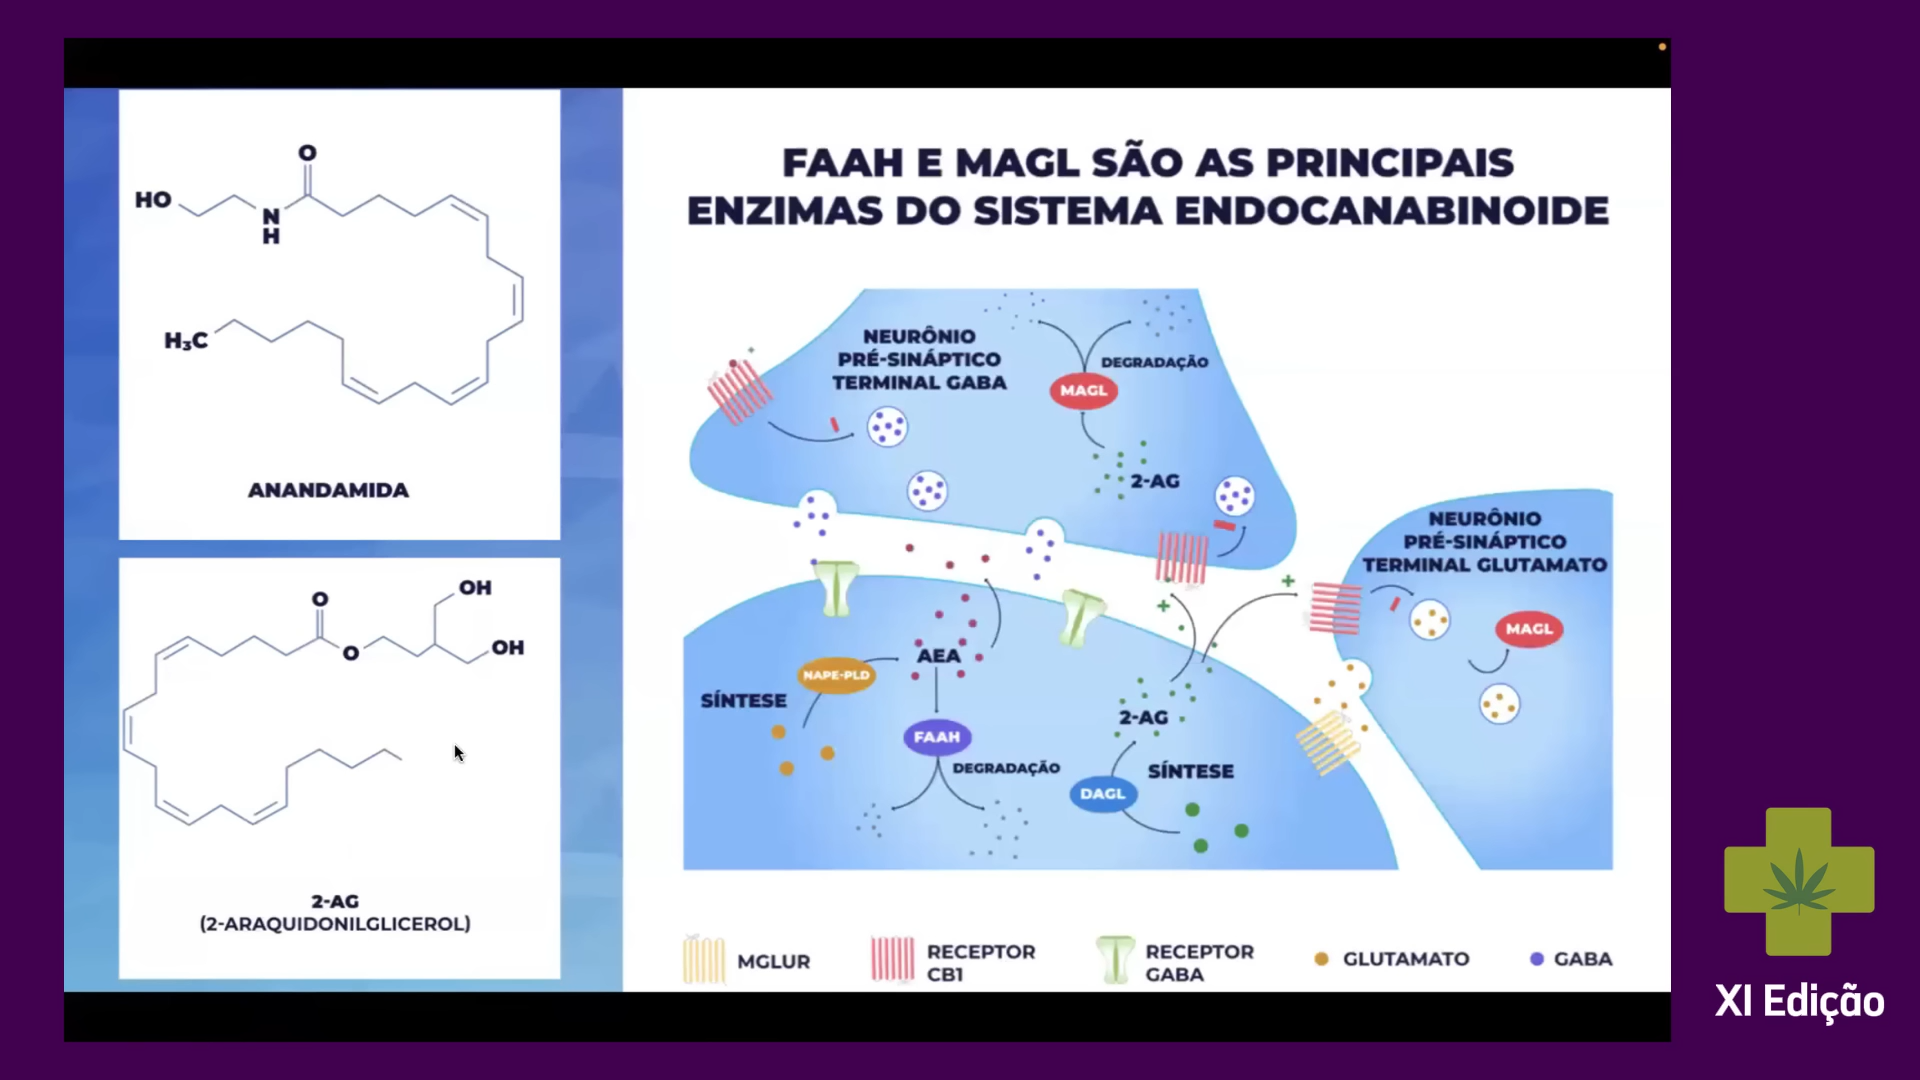 O
HO
N
H
H₃C
ANANDAMIDA
OH
O
OH
O
2-AG
(2-ARAQUIDONILGLICEROL)
FAAH E MAGL SÃO AS PRINCIPAIS
ENZIMAS DO SISTEMA ENDOCANABINOIDE
NEURÔNIO
PRÉ-SINÁPTICO
TERMINAL GABA
DEGRADAÇÃO
MAGL
2-AG
NEURÔNIO
PRÉ-SINÁPTICO
TERMINAL GLUTAMATO
MAGL
AEA
NAPE-PLD
SÍNTESE
FAAH
DEGRADAÇÃO
2-AG
SÍNTESE
DAGL
MGLUR
RECEPTOR
CB1
RECEPTOR
GABA
GLUTAMATO
GABA
XI Edição